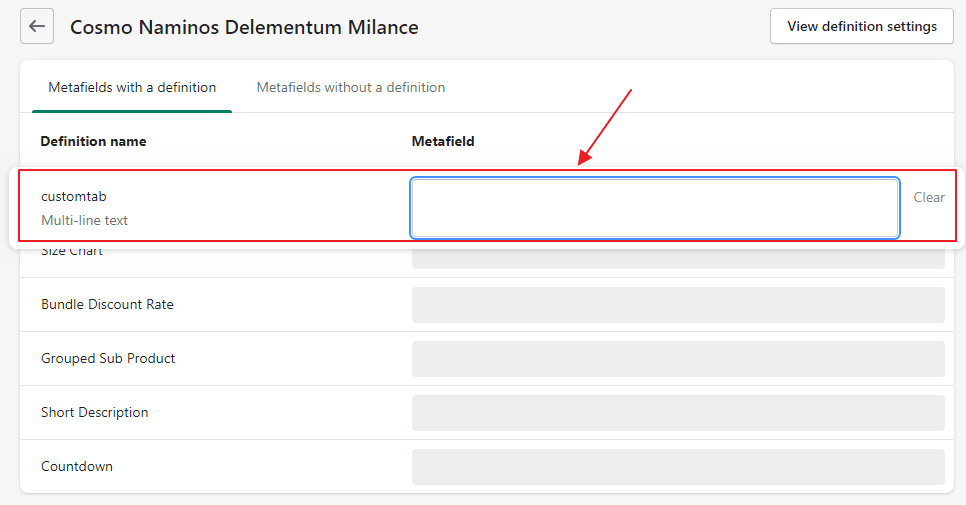 Cosmo Naminos Delementum Milance
View definition settings
Metafields with a definition
Metafields without a definition
Definition name
Metafield
customtab
Multi-line text
Clear
Size Chart
Bundle Discount Rate
Grouped Sub Product
Short Description
Countdown